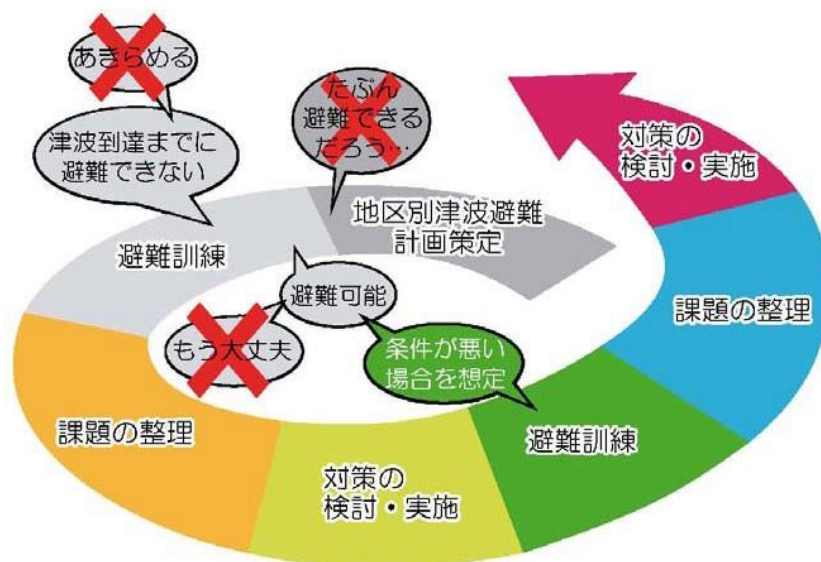 あきらめる
津波到達までに
避難できない
たぶん
避難できる
だろう…
対策の
検討・実施
地区別津波避難
計画策定
避難訓練
避難可能
もう大丈夫
条件が悪い
場合を想定
課題の整理
課題の整理
避難訓練
対策の
検討・実施